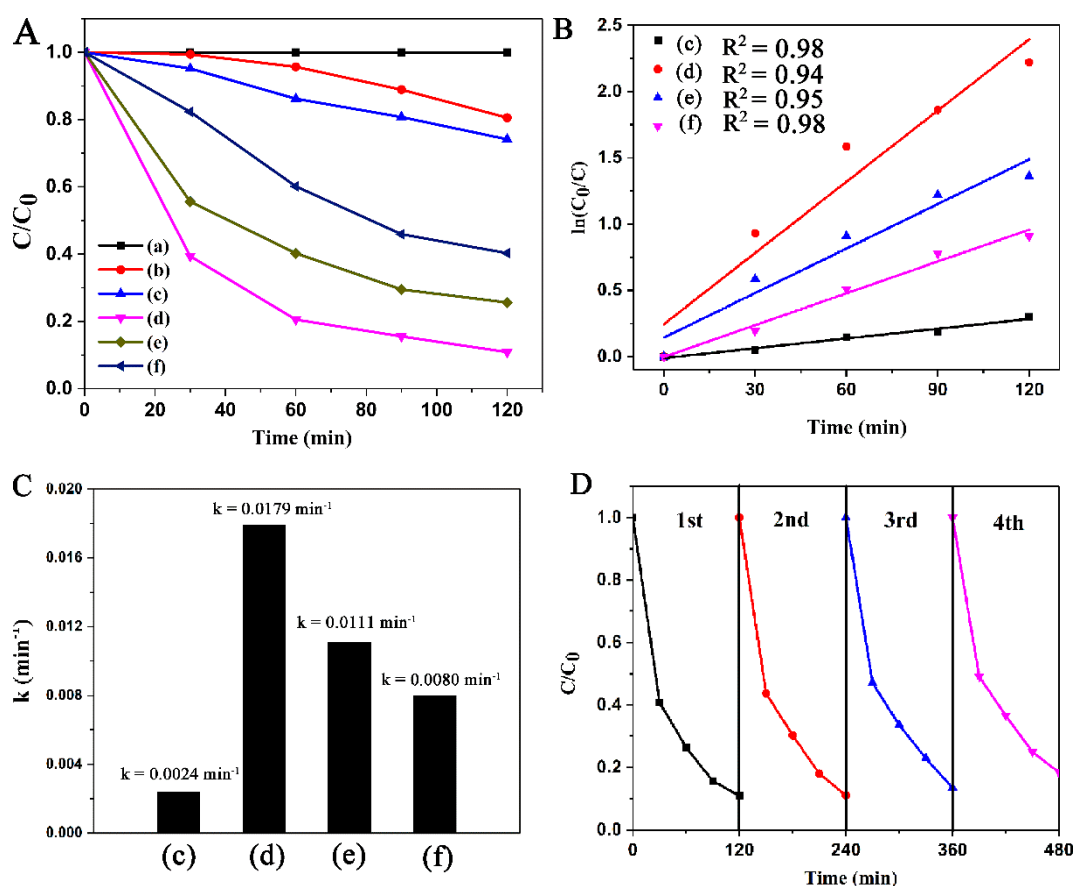 A
1.0
0.8
0.6
0.4
0.2
0.0
C/C0
(a)
(b)
(c)
(d)
(e)
(f)
0 20 40 60 80 100 120
Time (min)
B
(c) R² = 0.98
(d) R² = 0.94
(e) R² = 0.95
(f) R² = 0.98
2.5
2.0
1.5
1.0
0.5
0.0
ln(C0/C)
0 30 60 90 120
Time (min)
C
0.020
0.016
0.012
0.008
0.004
0.000
k (min⁻¹)
k = 0.0024 min⁻¹
k = 0.0179 min⁻¹
k = 0.0111 min⁻¹
k = 0.0080 min⁻¹
(c) (d) (e) (f)
D
1st 2nd 3rd 4th
1.0
0.8
0.6
0.4
0.2
0.0
C/C0
0 120 240 360 480
Time (min)